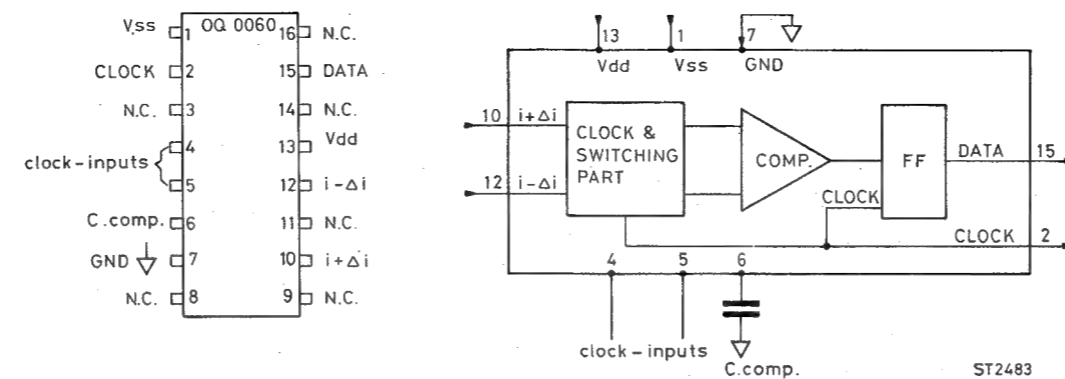 OQ 0060
Vss 1
CLOCK 2
N.C. 3
clock-inputs 4
5
C.comp. 6
GND 7
N.C. 8
16 N.C.
15 DATA
14 N.C.
13 Vdd
12 i-Δi
11 N.C.
10 i+Δi
9 N.C.
13 1 7
Vdd Vss GND
10 i+Δi
12 i-Δi
CLOCK &
SWITCHING
PART
COMP.
FF
DATA 15
CLOCK
CLOCK 2
4 5 6
clock-inputs
C.comp.
ST2483